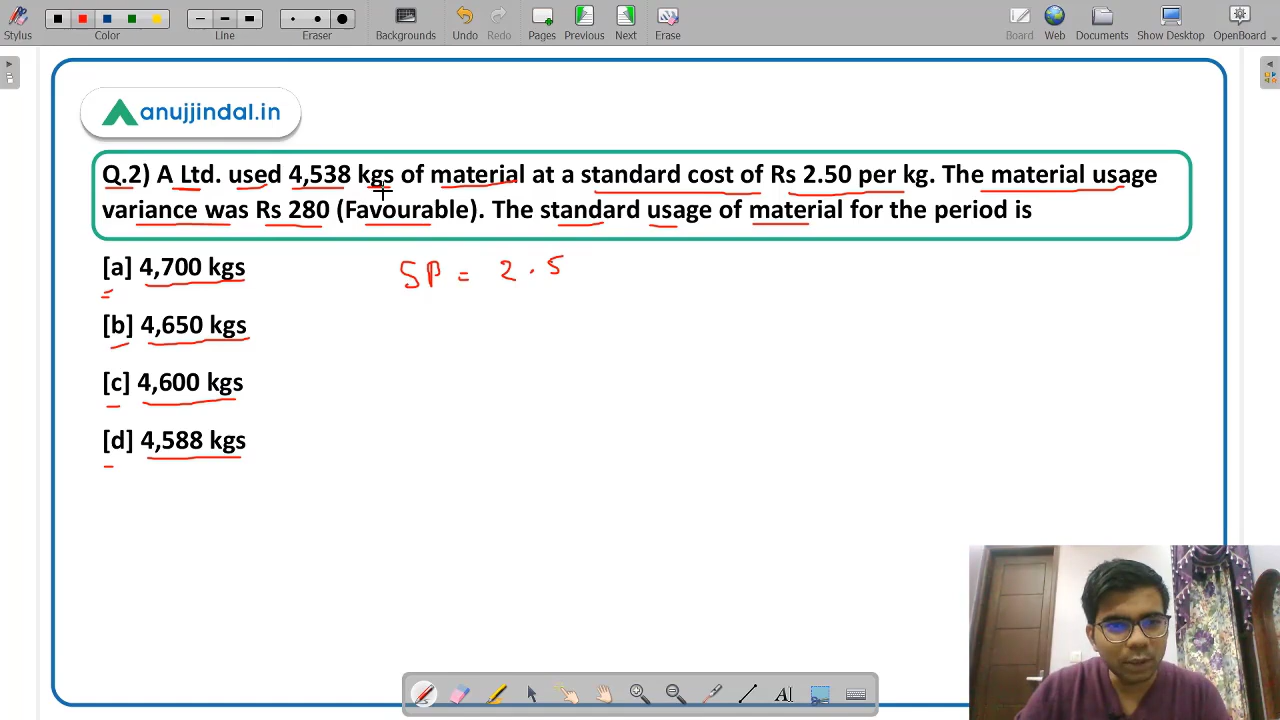 Stylus Color Line Eraser Backgrounds Undo Redo Pages Previous Next Erase Board Web Documents Show Desktop OpenBoard
anujjindal.in
Q.2) A Ltd. used 4,538 kgs of material at a standard cost of Rs 2.50 per kg. The material usage
variance was Rs 280 (Favourable). The standard usage of material for the period is
[a] 4,700 kgs
SP = 2.5
[b] 4,650 kgs
[c] 4,600 kgs
[d] 4,588 kgs